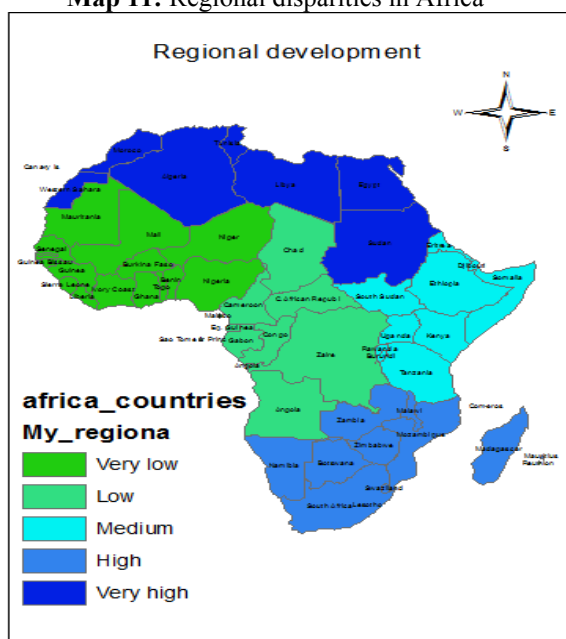 Map 11: Regional disparities in Africa
Regional development
N
W E
S
Tunisia
Morocco
Canary Is
Algeria
Libya
Egypt
Western Sahara
Mauritania
Mali
Niger
Sudan
Chad
Eritrea
Senegal
Djibouti
Guinea Bissau
Burkina Faso
Somalia
Guinea
Benin
Nigeria
Ethiopia
Sierra Leone
Ivory Coast
Togo
South Sudan
Liberia
Ghana
Cameroon
Eq. Guinea
Uganda
Kenya
Congo
Gabon
Zaire
Burundi
Angola
Tanzania
Angola
Comoros
Malawi
Zambia
Mozambique
Zimbabwe
Madagascar
Mauritius
Reunion
Namibia
Swaziland
South Africa
Lesotho
africa_countries
My_regiona
Very low
Low
Medium
High
Very high